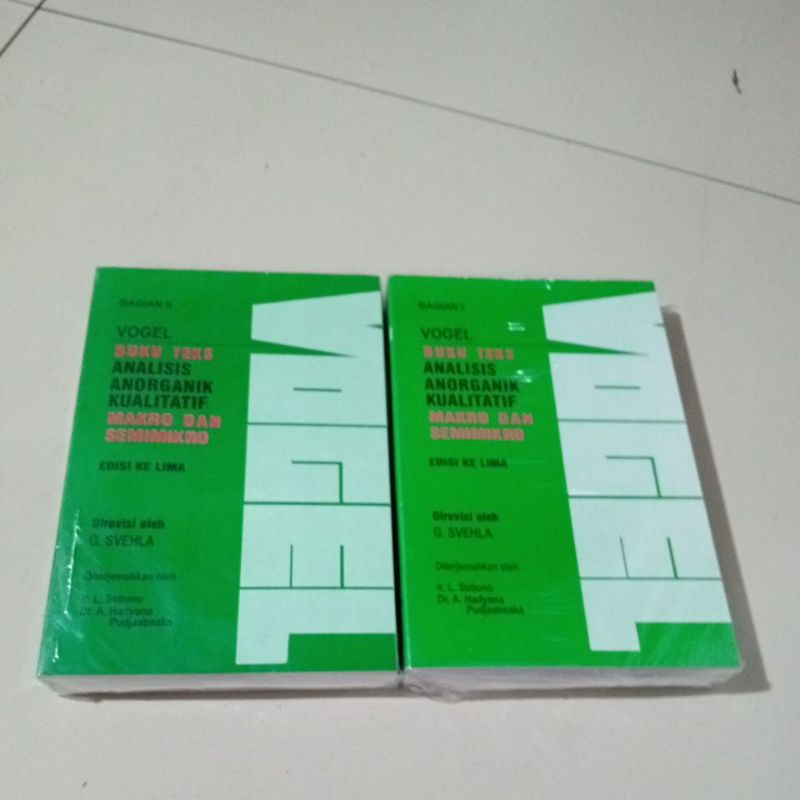 BAGIAN II
VOGEL
BUKU TEKS
ANALISIS
ANORGANIK
KUALITATIF
MAKRO DAN
SEMIMIKRO
EDISI KE LIMA
Direvisi oleh
G. SVEHLA
Diterjemahkan oleh
Ir. L. Setiono
Dr. A. Hadyana
Pudjaatmaka
VOGEL
BAGIAN I
VOGEL
BUKU TEKS
ANALISIS
ANORGANIK
KUALITATIF
MAKRO DAN
SEMIMIKRO
EDISI KE LIMA
Direvisi oleh
G. SVEHLA
Diterjemahkan oleh
Ir. L. Setiono
Dr. A. Hadyana
Pudjaatmaka
VOGEL